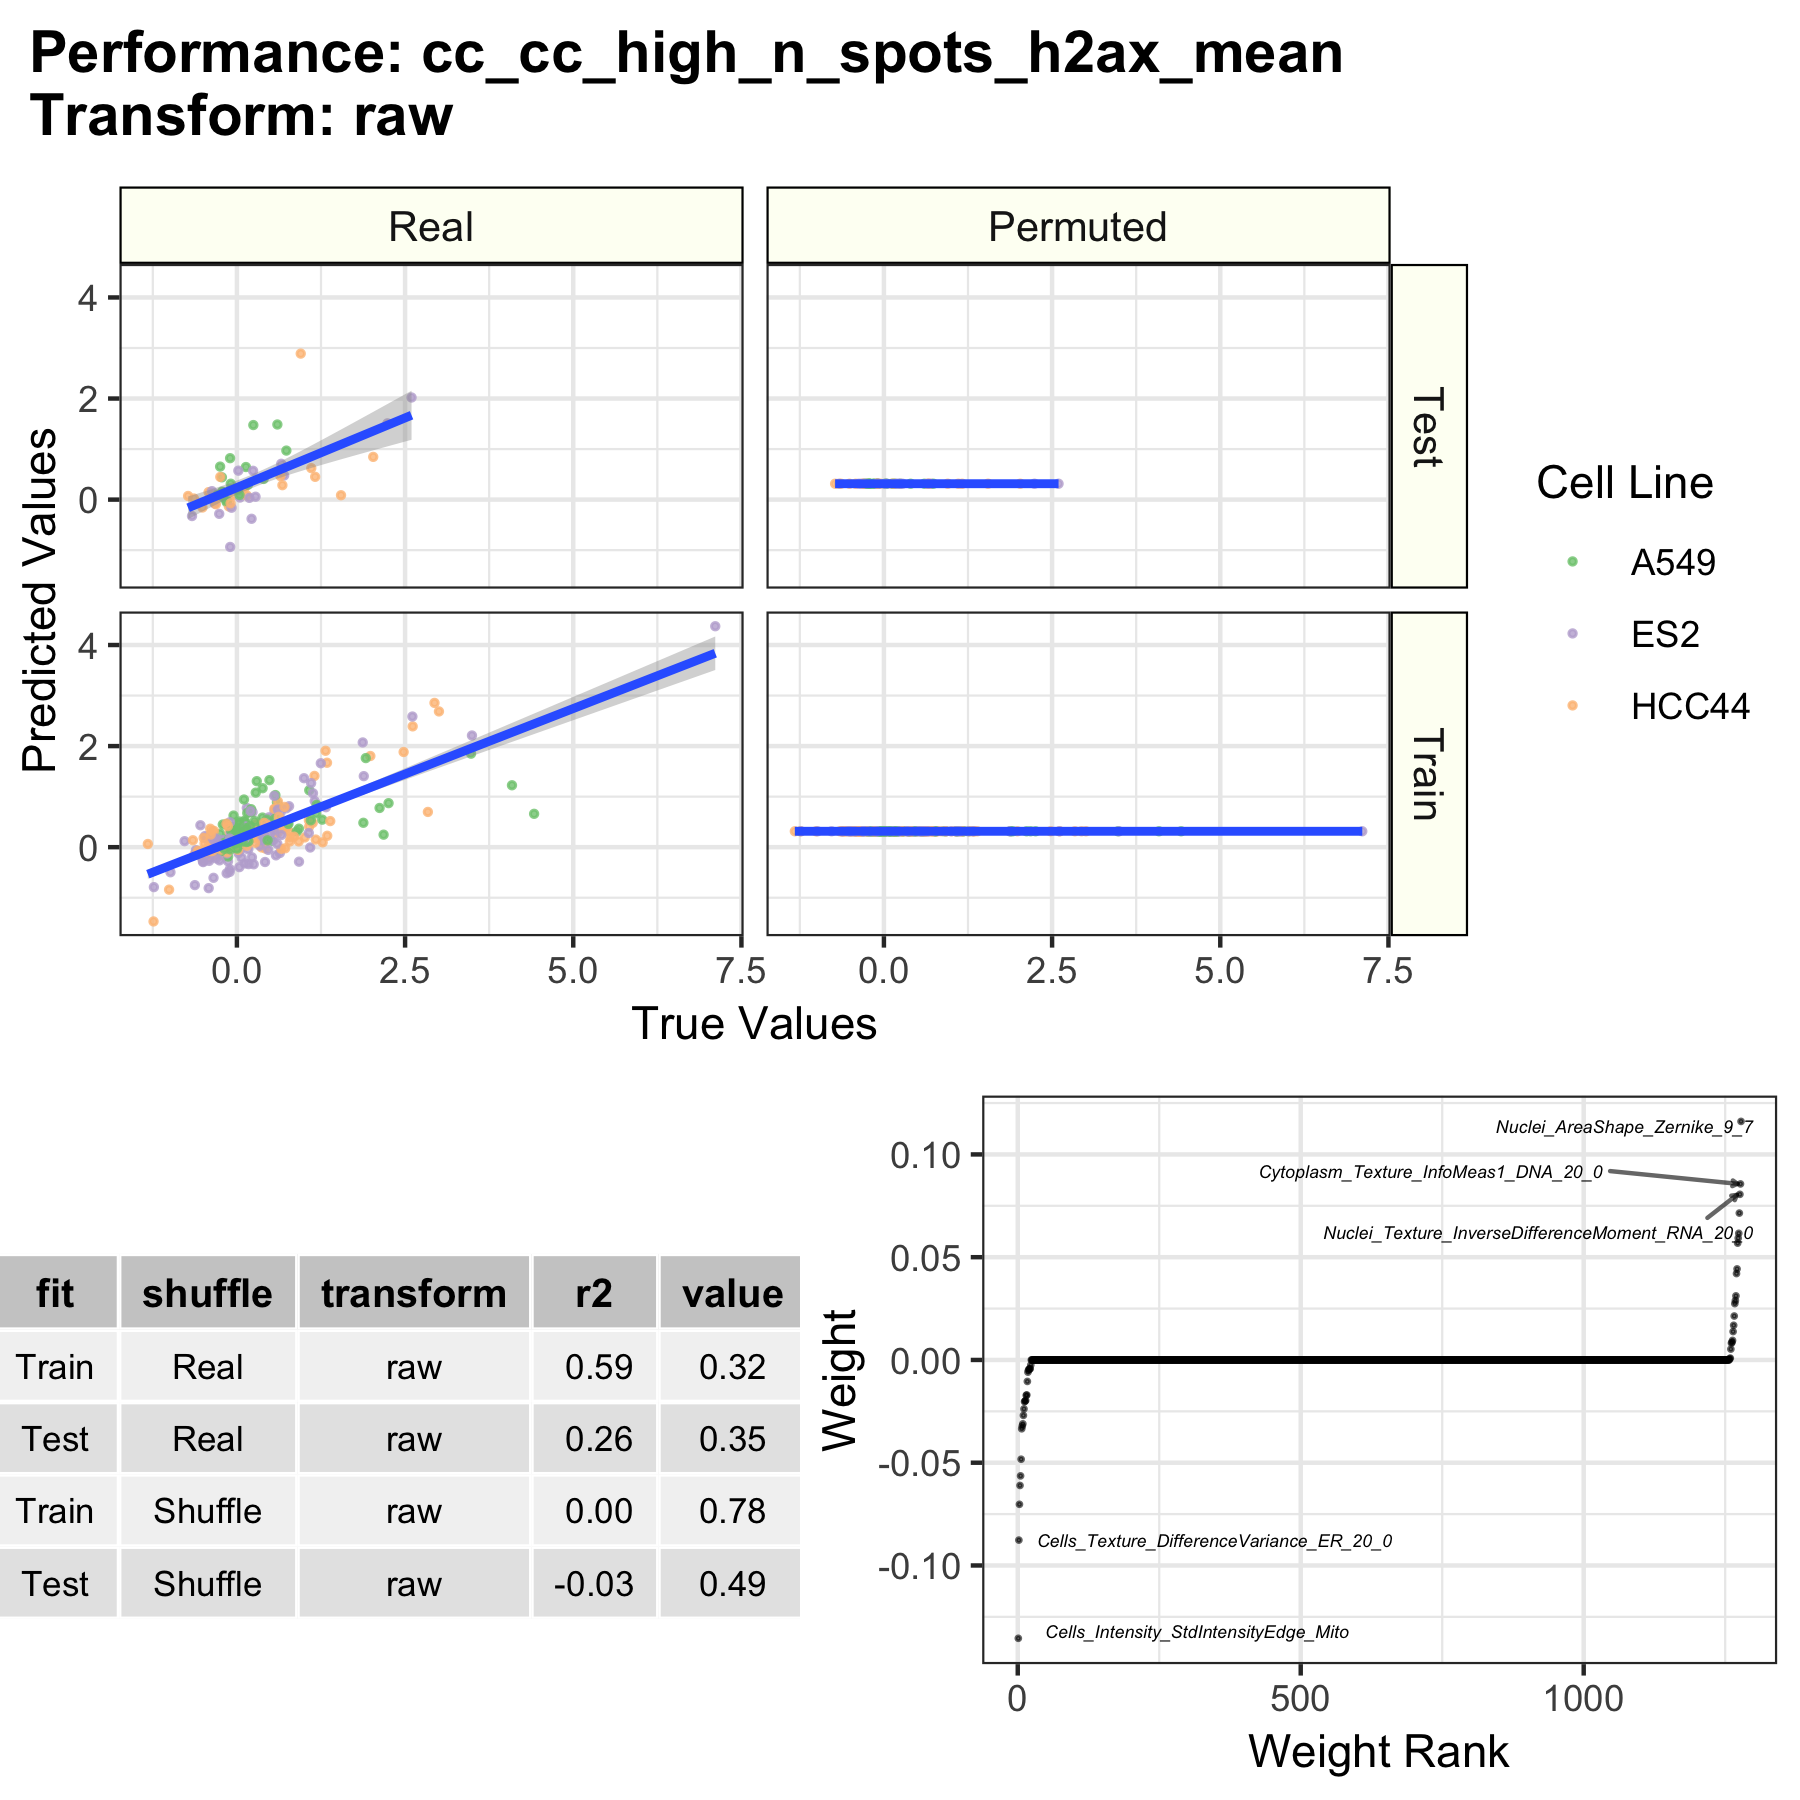 Performance: cc_cc_high_n_spots_h2ax_mean
Transform: raw
Real
Permuted
4
2
0
Test
4
2
0
Train
Predicted Values
0.0
2.5
5.0
7.5
0.0
2.5
5.0
7.5
True Values
Cell Line
A549
ES2
HCC44
fit shuffle transform r2 value
Train Real raw 0.59 0.32
Test Real raw 0.26 0.35
Train Shuffle raw 0.00 0.78
Test Shuffle raw -0.03 0.49
Weight
0.10
0.05
0.00
-0.05
-0.10
Nuclei_AreaShape_Zernike_9_7
Cytoplasm_Texture_InfoMeas1_DNA_20_0
Nuclei_Texture_InverseDifferenceMoment_RNA_20_0
Cells_Texture_DifferenceVariance_ER_20_0
Cells_Intensity_StdIntensityEdge_Mito
0
500
1000
Weight Rank